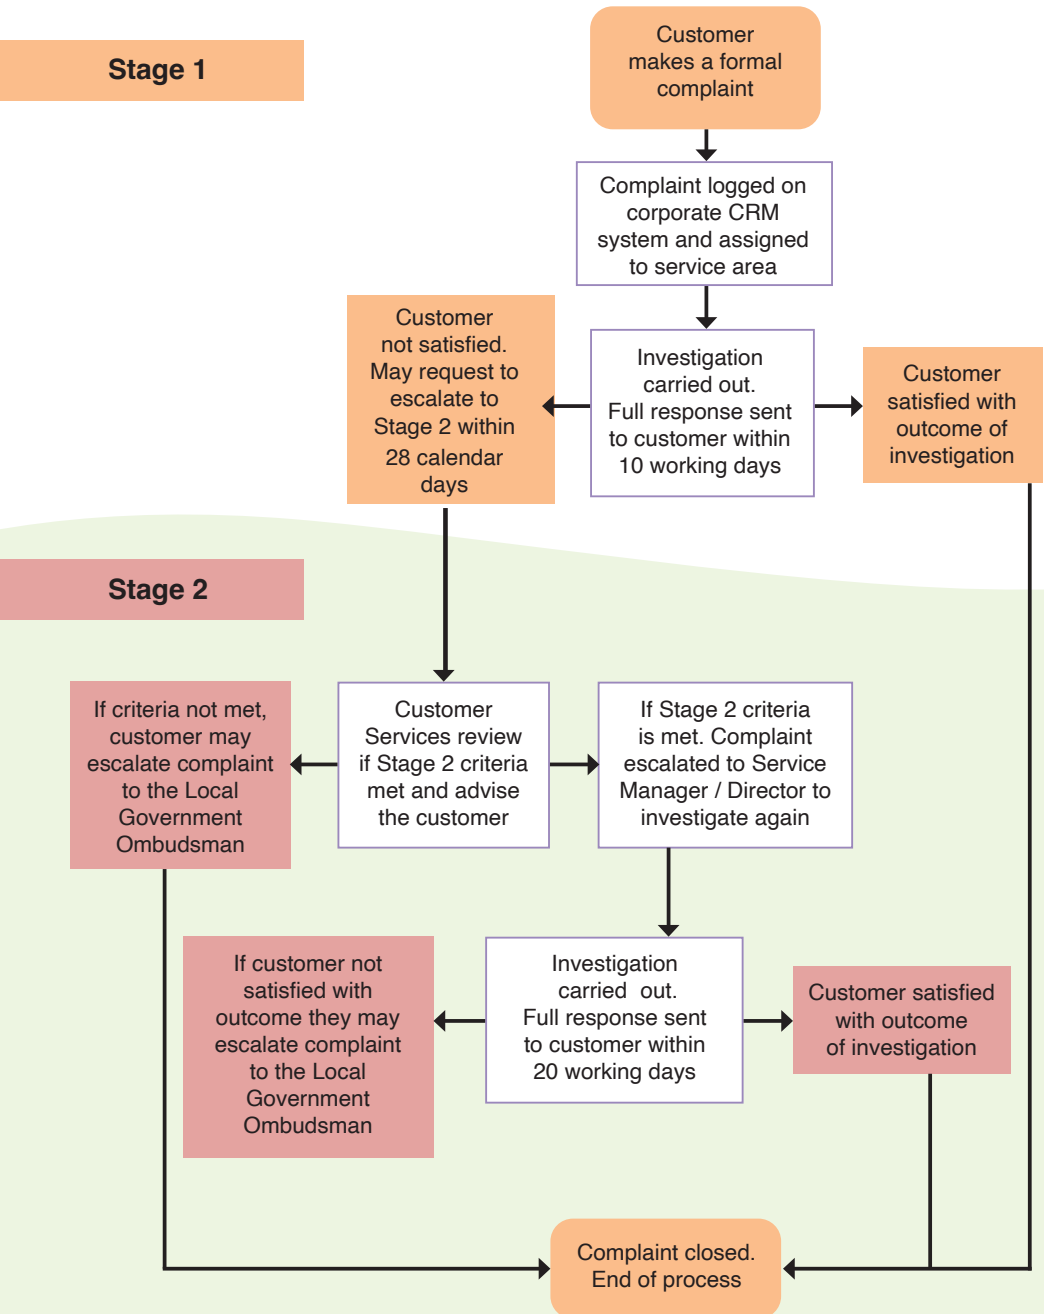 Stage 1
Customer
makes a formal
complaint
Complaint logged on
corporate CRM
system and assigned
to service area
Customer
not satisfied.
May request to
escalate to
Stage 2 within
28 calendar
days
Investigation
carried out.
Full response sent
to customer within
10 working days
Customer
satisfied with
outcome of
investigation
Stage 2
If criteria not met,
customer may
escalate complaint
to the Local
Government
Ombudsman
Customer
Services review
if Stage 2 criteria
met and advise
the customer
If Stage 2 criteria
is met. Complaint
escalated to Service
Manager / Director to
investigate again
If customer not
satisfied with
outcome they may
escalate complaint
to the Local
Government
Ombudsman
Investigation
carried out.
Full response sent
to customer within
20 working days
Customer satisfied
with outcome
of investigation
Complaint closed.
End of process